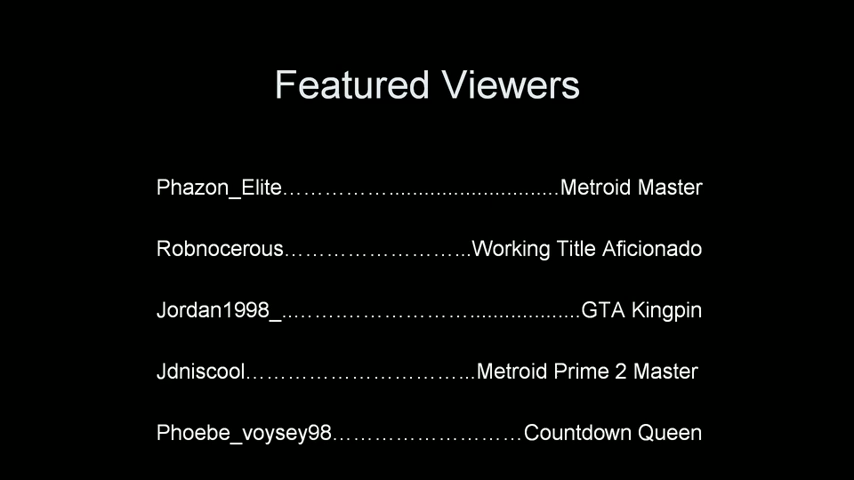 Featured Viewers
Phazon_Elite……………............................Metroid Master
Robnocerous……………………...Working Title Aficionado
Jordan1998_..…….………………...................GTA Kingpin
Jdniscool…………………………...Metroid Prime 2 Master
Phoebe_voysey98………………………Countdown Queen